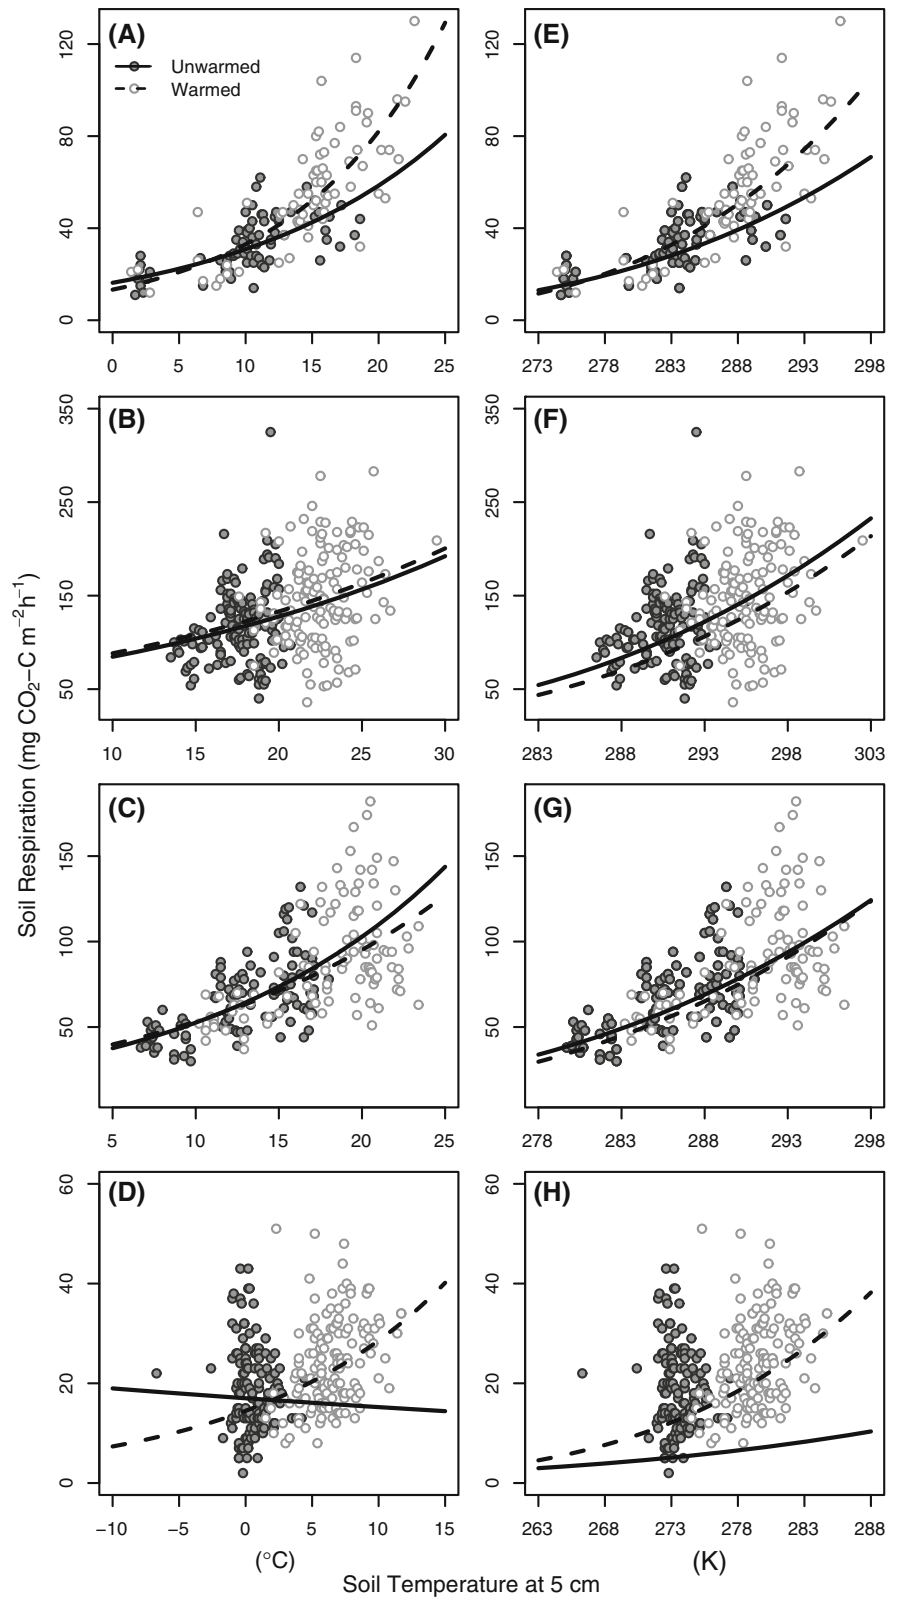 (A)
Unwarmed
Warmed
0 40 80 120
0 5 10 15 20 25
(E)
0 40 80 120
273 278 283 288 293 298
(B)
50 150 250 350
10 15 20 25 30
(F)
50 150 250 350
283 288 293 298 303
(C)
50 100 150
5 10 15 20 25
(G)
50 100 150
278 283 288 293 298
(D)
0 20 40 60
−10 −5 0 5 10 15
(H)
0 20 40 60
263 268 273 278 283 288
Soil Respiration (mg CO₂−C m⁻²h⁻¹)
(°C) (K)
Soil Temperature at 5 cm